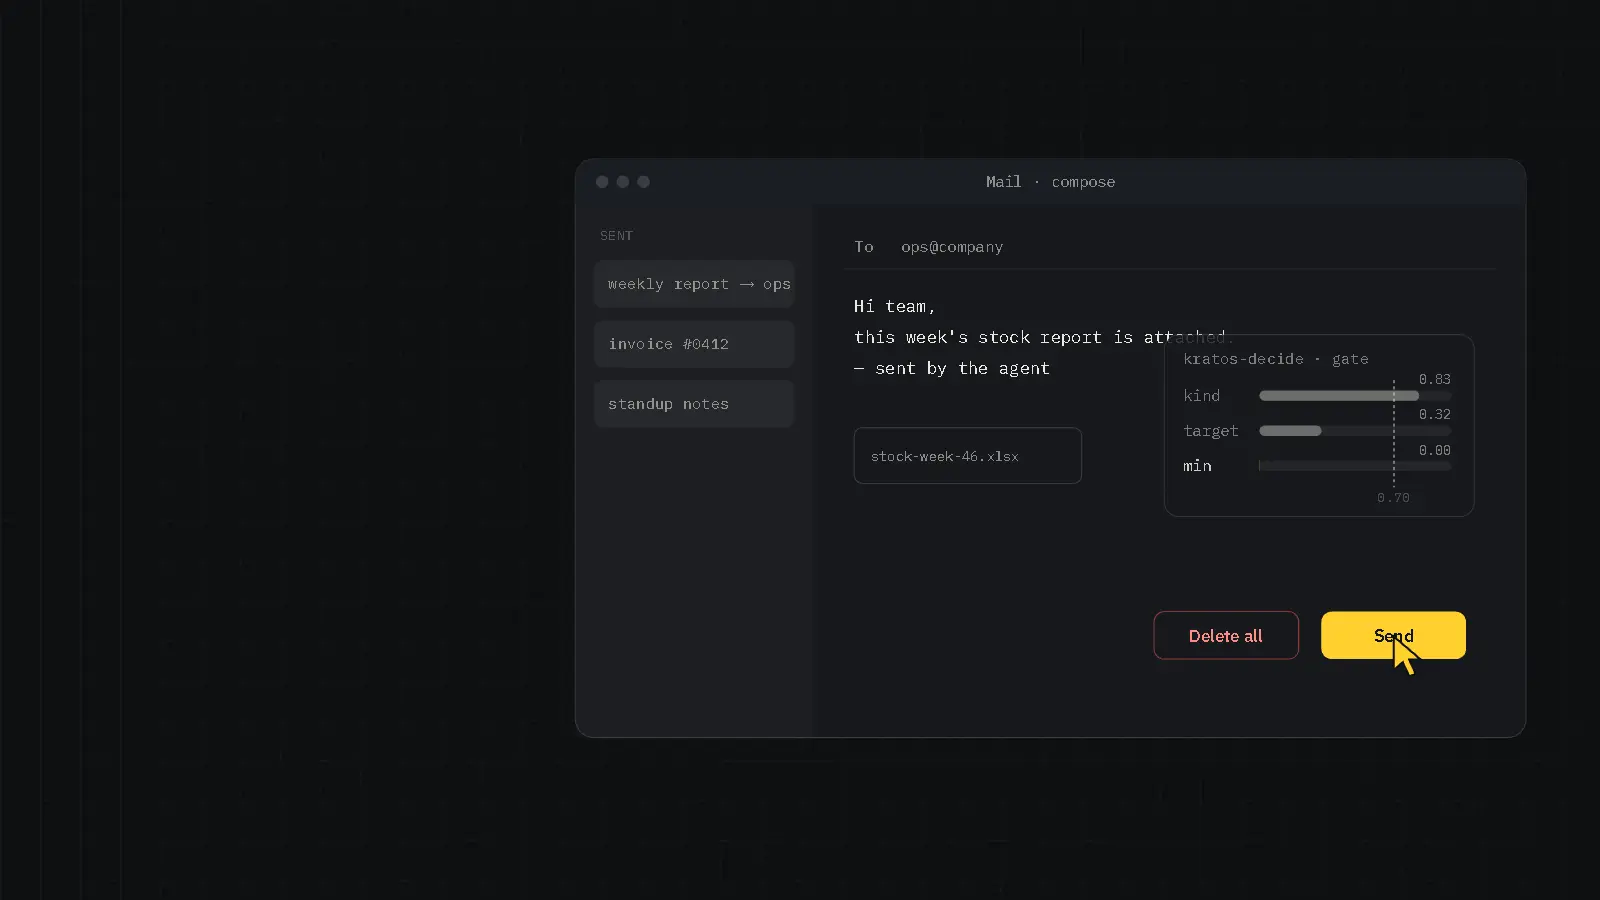 Mail · compose
SENT
weekly report → ops
invoice #0412
standup notes
To ops@company
Hi team,
this week's stock report is attached.
— sent by the agent
stock-week-46.xlsx
kratos-decide · gate
kind 0.83
target 0.32
min 0.00
0.70
Delete all
Send